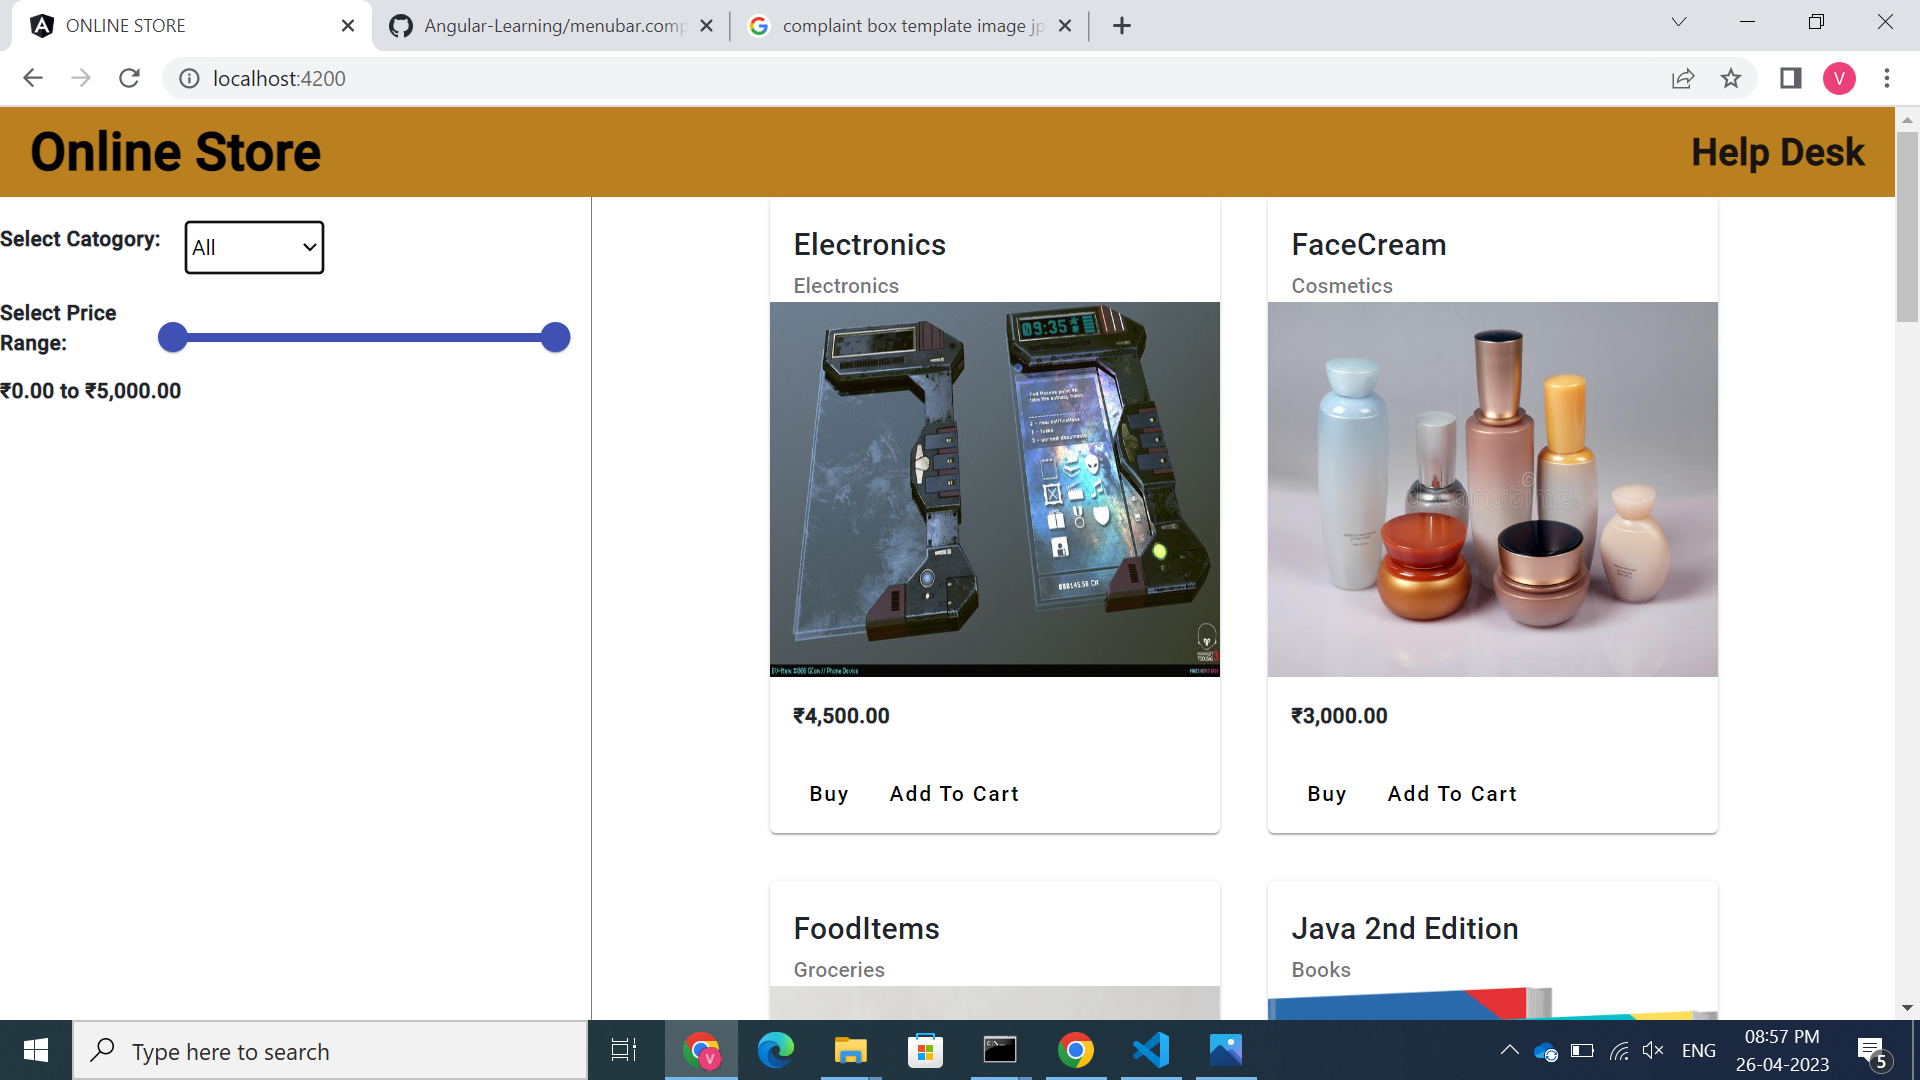 ONLINE STORE
Angular-Learning/menubar.comp
complaint box template image jp
localhost:4200
V
Online Store
Help Desk
Select Catogory:
All
Select Price
Range:
₹0.00 to ₹5,000.00
Electronics
Electronics
09:35
₹4,500.00
Buy
Add To Cart
FaceCream
Cosmetics
dreamstime
₹3,000.00
Buy
Add To Cart
FoodItems
Groceries
Java 2nd Edition
Books
Type here to search
V
ENG
08:57 PM
26-04-2023
5